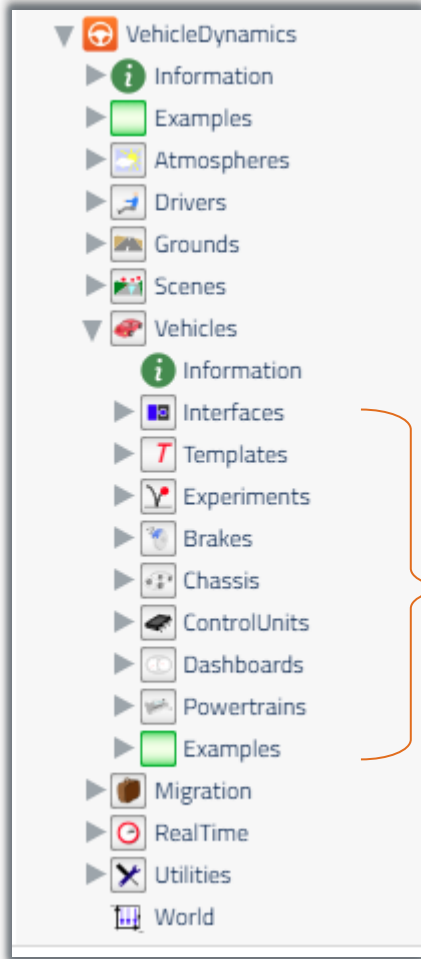 VehicleDynamics
i Information
Examples
Atmospheres
Drivers
Grounds
Scenes
Vehicles
i Information
Interfaces
T Templates
Experiments
Brakes
Chassis
ControlUnits
Dashboards
Powertrains
Examples
Migration
RealTime
Utilities
World